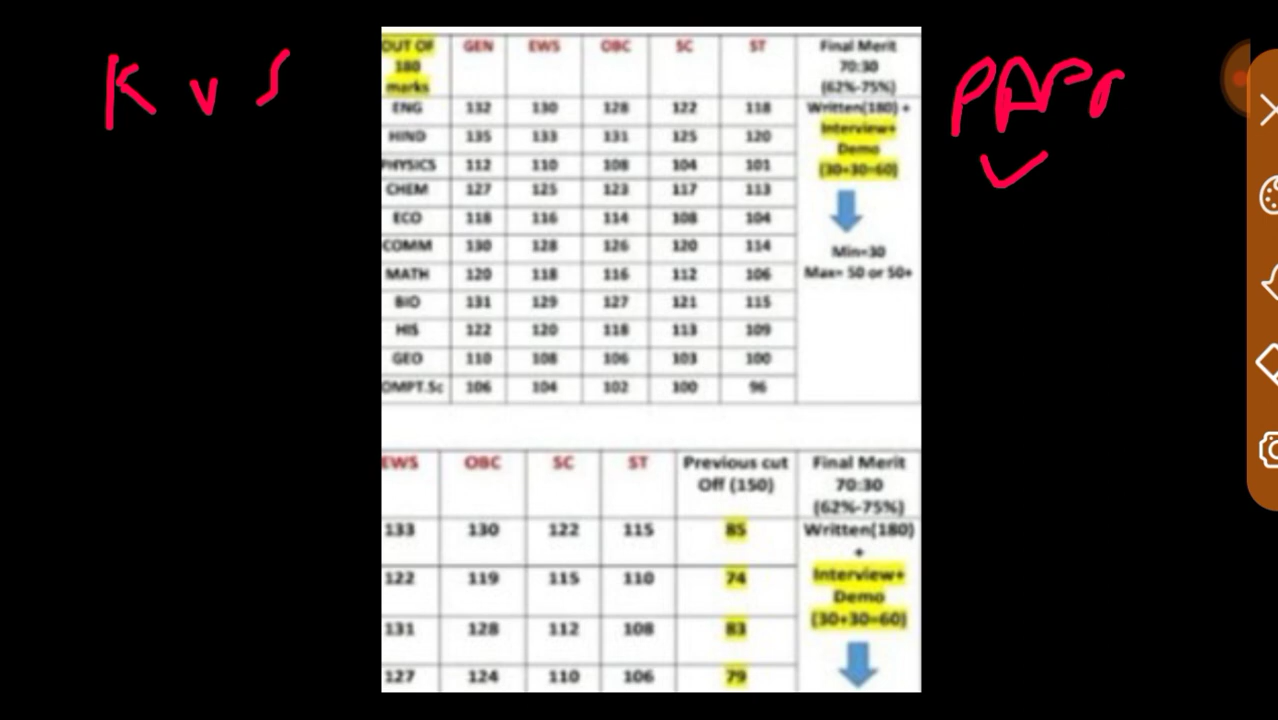 K V S
OUT OF 180 marks GEN EWS OBC SC ST Final Merit 70:30 (62%-75%)
ENG 132 130 128 122 118 Written(180) +
HIND 135 133 131 125 120 Interview+ Demo
PHYSICS 112 110 108 104 101 (30+30=60)
CHEM 127 125 123 117 113
ECO 118 116 114 108 104
COMM 130 128 126 120 114 Min=30
MATH 120 118 116 112 106 Max= 50 or 50+
BIO 131 129 127 121 115
HIS 122 120 118 113 109
GEO 110 108 106 103 100
OMPT.Sc 106 104 102 100 96
EWS OBC SC ST Previous cut Off (150) Final Merit 70:30 (62%-75%)
133 130 122 115 85 Written(180) +
122 119 115 110 74 Interview+ Demo
131 128 112 108 83 (30+30=60)
127 124 110 106 79